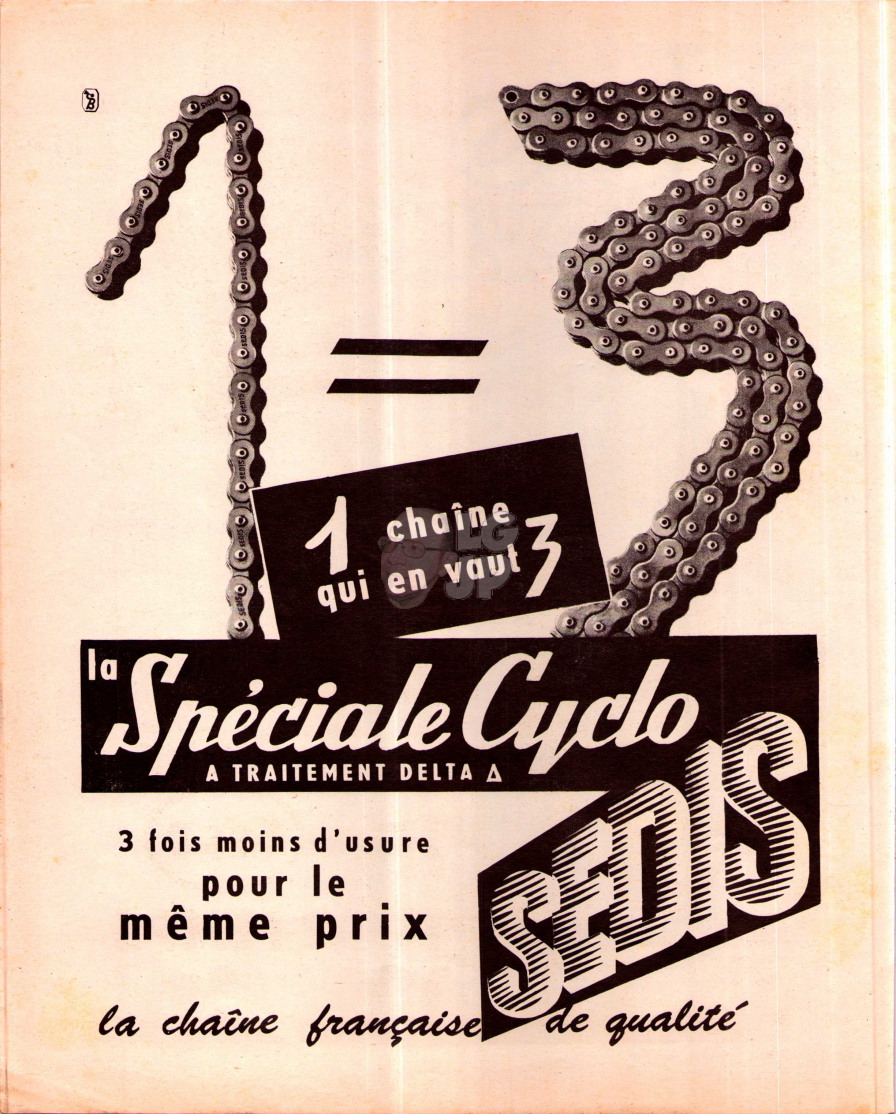 1 = 3
1 chaîne
qui en vaut 3
la Spéciale Cyclo
A TRAITEMENT DELTA Δ
SEDIS
3 fois moins d'usure
pour le
même prix
la chaîne française de qualité